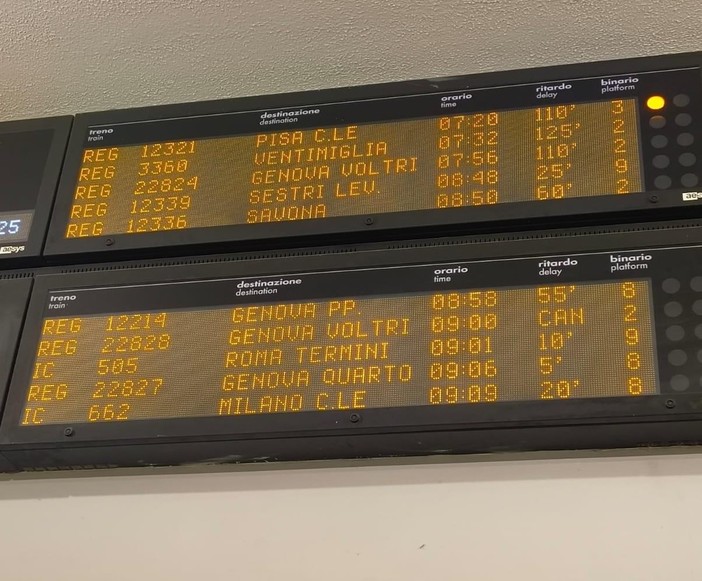 treno destinazione orario ritardo binario
train destination time delay platform
REG 12321 PISA C.LE 07:20 110' 3
REG 3360 VENTIMIGLIA 07:32 125' 2
REG 22824 GENOVA VOLTRI 07:56 110' 2
REG 12339 SESTRI LEV. 08:48 25' 9
REG 12336 SAVONA 08:50 60' 2
25
aesys
treno destinazione orario ritardo binario
train destination time delay platform
REG 12214 GENOVA PP. 08:58 55' 8
REG 22828 GENOVA VOLTRI 09:00 CAN 2
IC 505 ROMA TERMINI 09:01 10' 9
REG 22827 GENOVA QUARTO 09:06 5' 8
IC 662 MILANO C.LE 09:09 20' 8